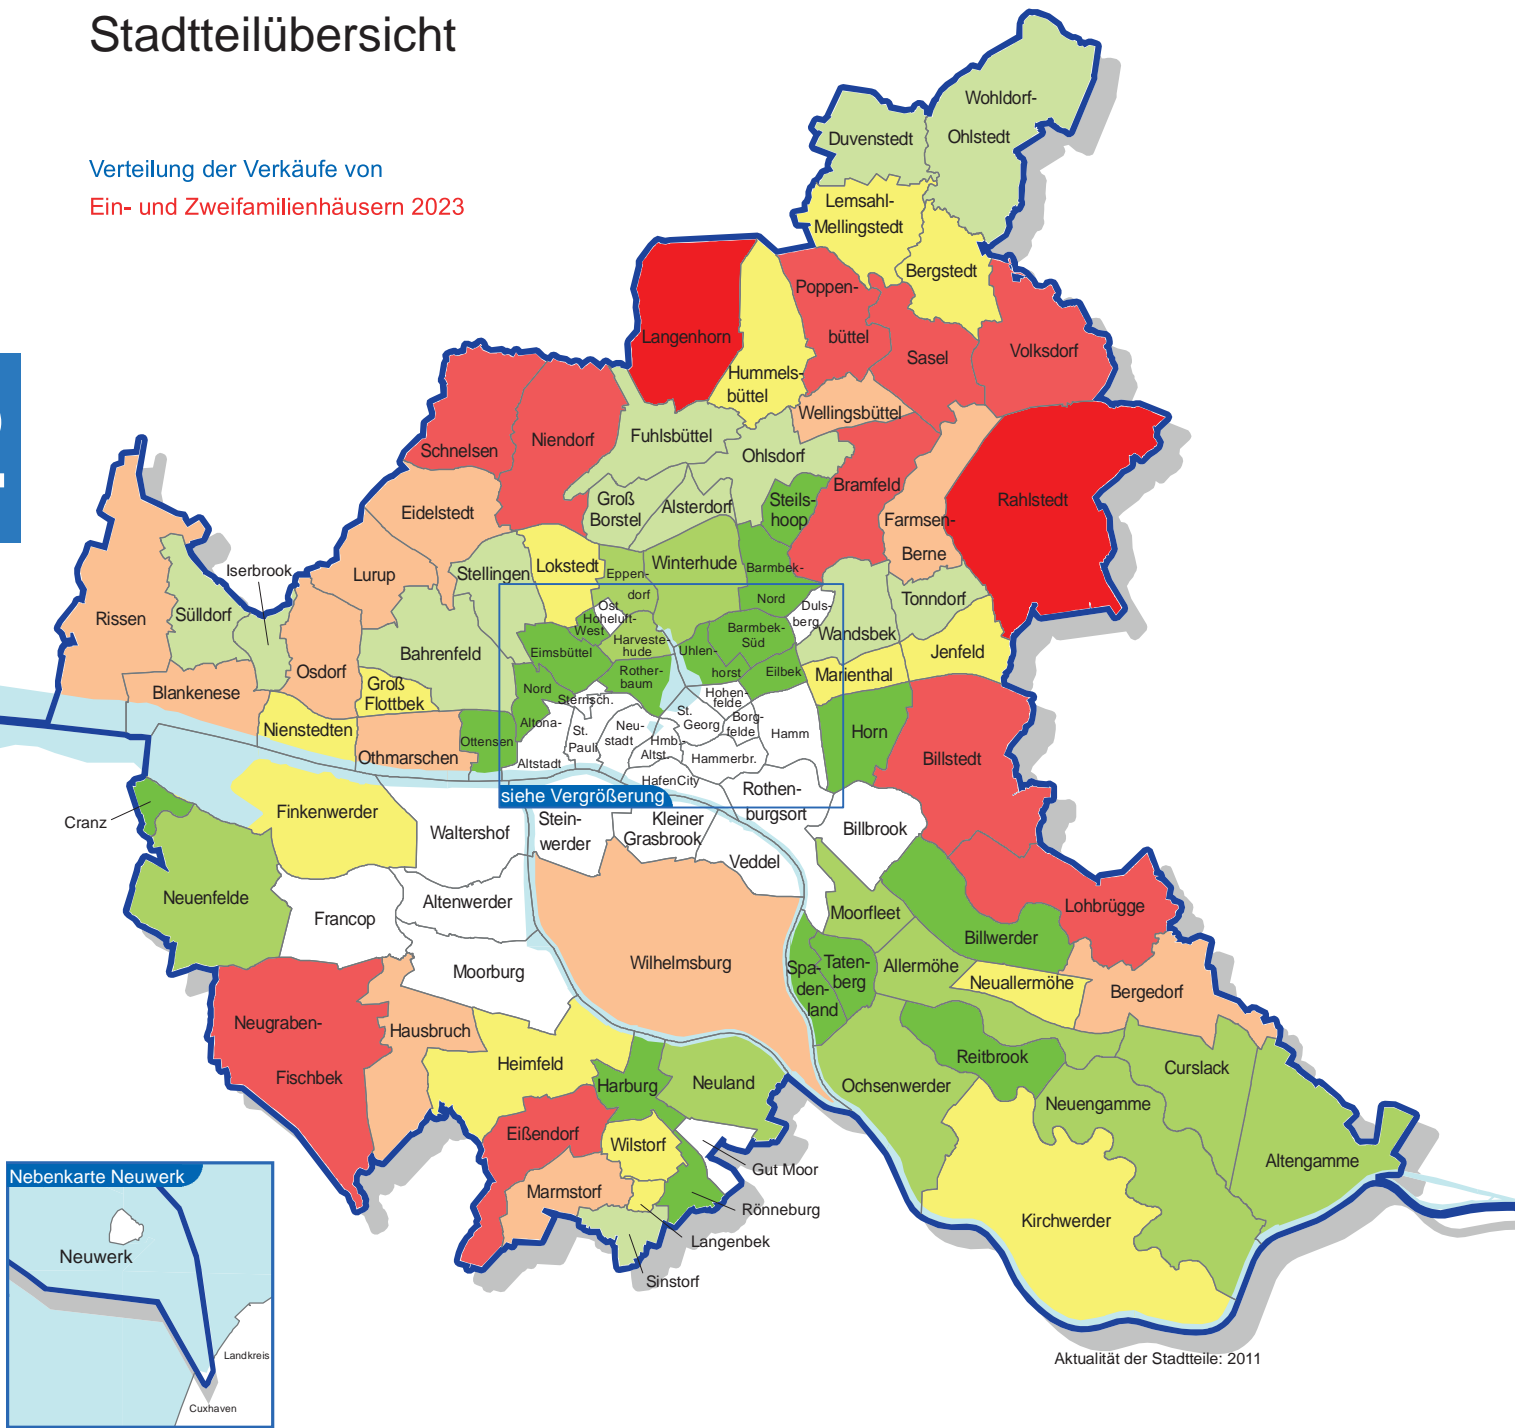 Stadtteilübersicht
Verteilung der Verkäufe von
Ein- und Zweifamilienhäusern 2023
Wohldorf-
Ohlstedt
Duvenstedt
Lemsahl-
Mellingstedt
Bergstedt
Poppen-
büttel
Langenhorn
Hummels-
büttel
Sasel
Volksdorf
Wellingsbüttel
Schnelsen
Niendorf
Fuhlsbüttel
Ohlsdorf
Bramfeld
Rahlstedt
Groß
Borstel
Alsterdorf
Steils-
hoop
Farmsen-
Berne
Eidelstedt
Lokstedt
Stellingen
Eppen-
dorf
Winterhude
Barmbek-
Nord
Iserbrook
Lurup
Rissen
Sülldorf
Tonndorf
Duls-
berg
Wandsbek
Ost
Hoheluft-
West
Harveste-
hude
Barmbek-
Süd
Eimsbüttel
Uhlen-
horst
Eilbek
Jenfeld
Marienthal
Bahrenfeld
Osdorf
Groß
Flottbek
Rother-
baum
Blankenese
Nienstedten
Othmarschen
Ottensen
Nord
Altona-
Altstadt
Sternsch.
St.
Pauli
Neu-
stadt
St.
Georg
Hohen-
felde
Borg-
felde
Hmb.-
Altst.
Hammerbr.
Hamm
Horn
Billstedt
HafenCity
siehe Vergrößerung
Rothen-
burgsort
Cranz
Finkenwerder
Waltershof
Stein-
werder
Kleiner
Grasbrook
Veddel
Billbrook
Neuenfelde
Francop
Altenwerder
Moorfleet
Lohbrügge
Billwerder
Moorburg
Wilhelmsburg
Spa-
den-
land
Taten-
berg
Allermöhe
Neuallermöhe
Bergedorf
Neugraben-
Fischbek
Hausbruch
Heimfeld
Harburg
Neuland
Ochsenwerder
Reitbrook
Curslack
Neuengamme
Eißendorf
Wilstorf
Gut Moor
Altengamme
Marmstorf
Rönneburg
Kirchwerder
Langenbek
Sinstorf
Nebenkarte Neuwerk
Neuwerk
Landkreis
Cuxhaven
Aktualität der Stadtteile: 2011